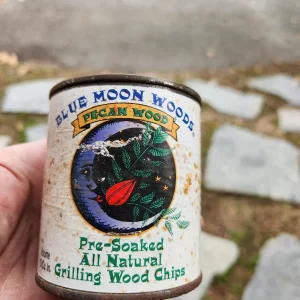 BLUE MOON WOODS
PECAN WOOD
Pre-Soaked
All Natural
Grilling Wood Chips